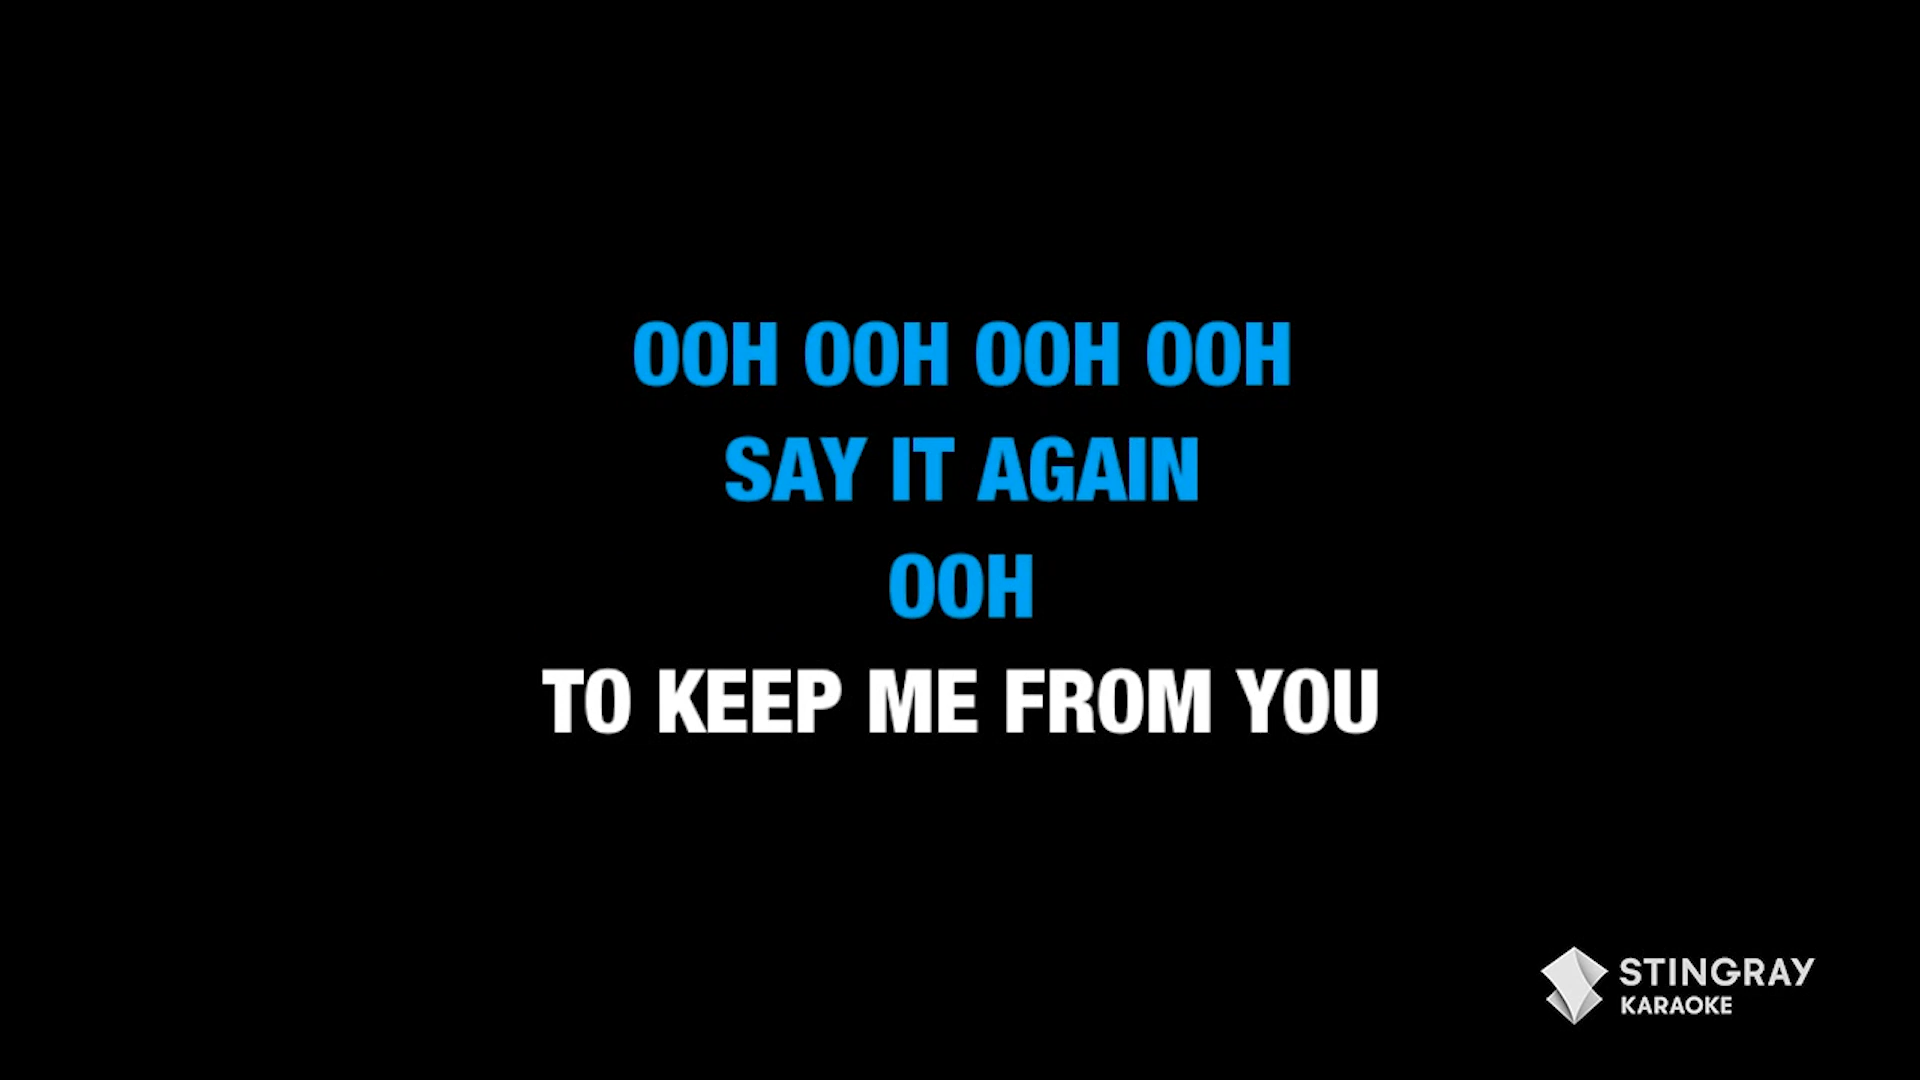 OOH OOH OOH OOH
SAY IT AGAIN
OOH
TO KEEP ME FROM YOU
STINGRAY
KARAOKE